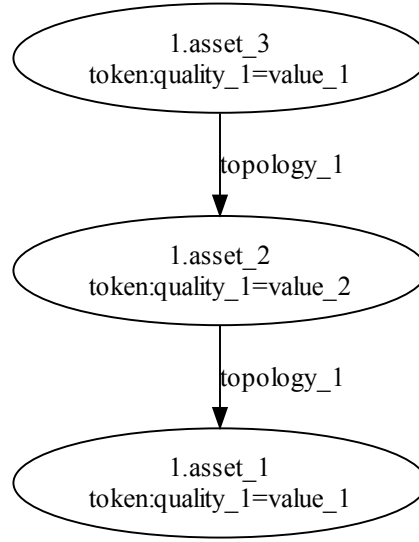 1.asset_3
token:quality_1=value_1
topology_1
1.asset_2
token:quality_1=value_2
topology_1
1.asset_1
token:quality_1=value_1